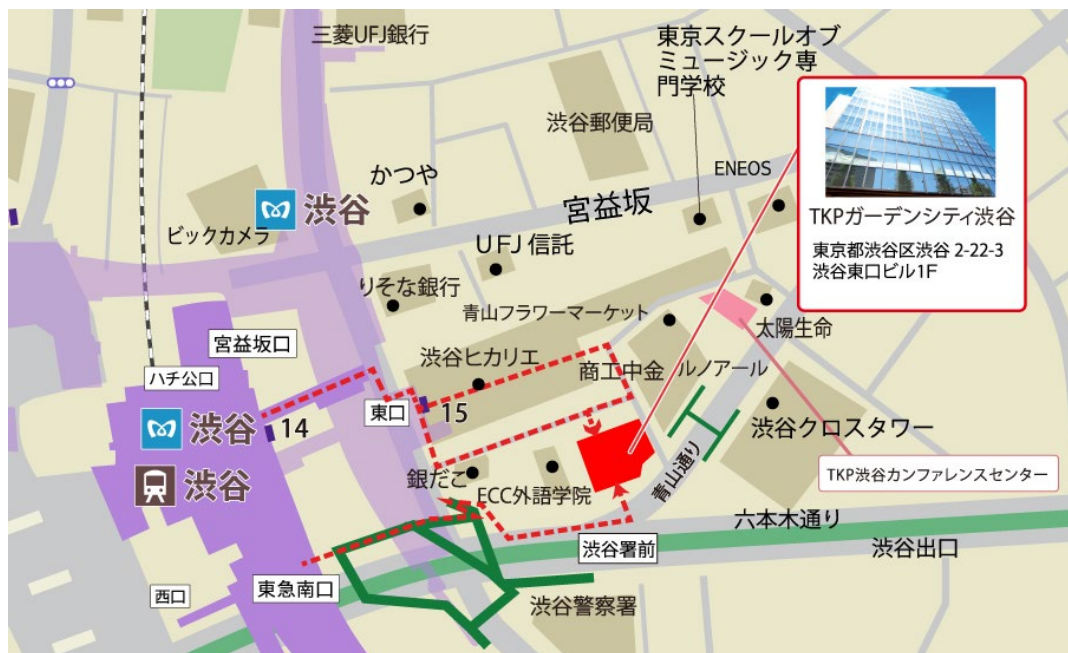 三菱UFJ銀行
東京スクールオブ
ミュージック専
門学校
渋谷郵便局
ENEOS
かつや
宮益坂
渋谷
ビックカメラ
UFJ信託
TKPガーデンシティ渋谷
東京都渋谷区渋谷 2-22-3
渋谷東口ビル1F
りそな銀行
青山フラワーマーケット
太陽生命
宮益坂口
渋谷ヒカリエ
商工中金
ルノアール
ハチ公口
東口
15
14
渋谷
渋谷クロスタワー
渋谷
銀だこ
ECC外語学院
青山通り
TKP渋谷カンファレンスセンター
六本木通り
渋谷署前
渋谷出口
東急南口
西口
渋谷警察署